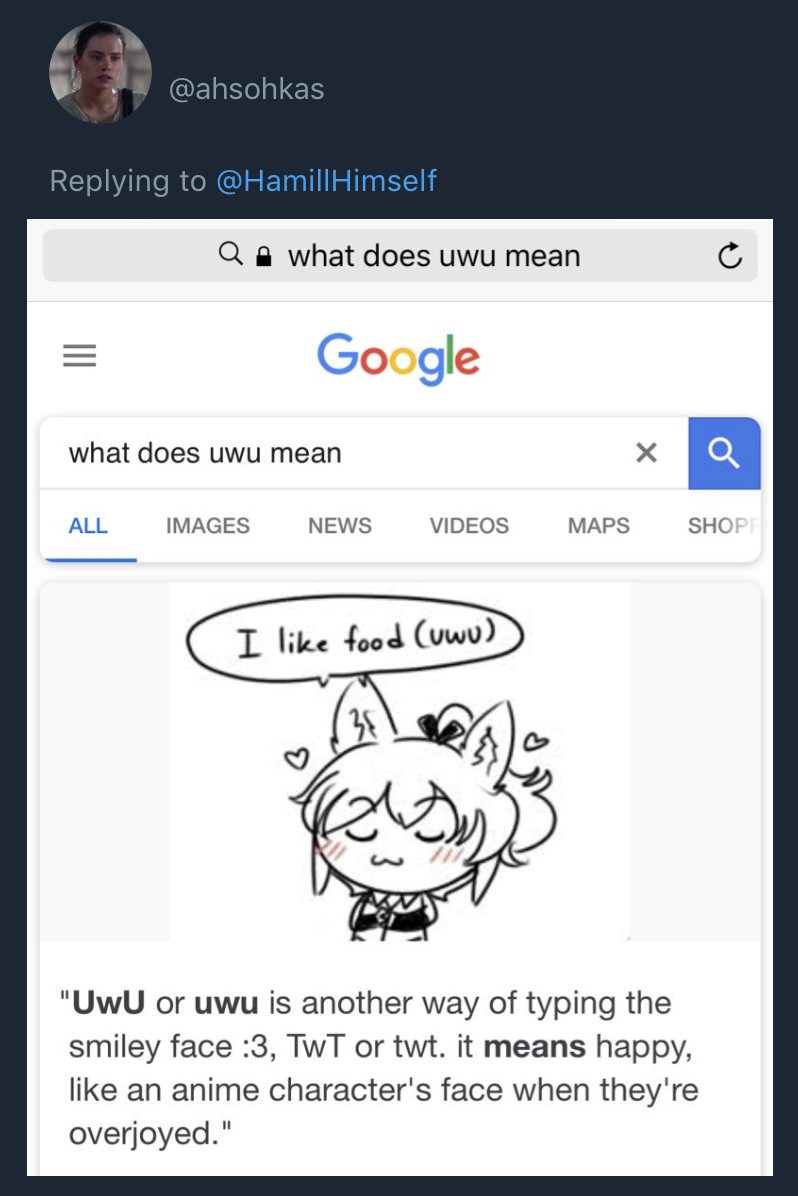 @ahsohkas
Replying to @HamillHimself
what does uwu mean
Google
what does uwu mean
ALL IMAGES NEWS VIDEOS MAPS SHOPP
I like food (uwu)
"UwU or uwu is another way of typing the
smiley face :3, TwT or twt. it means happy,
like an anime character's face when they're
overjoyed."